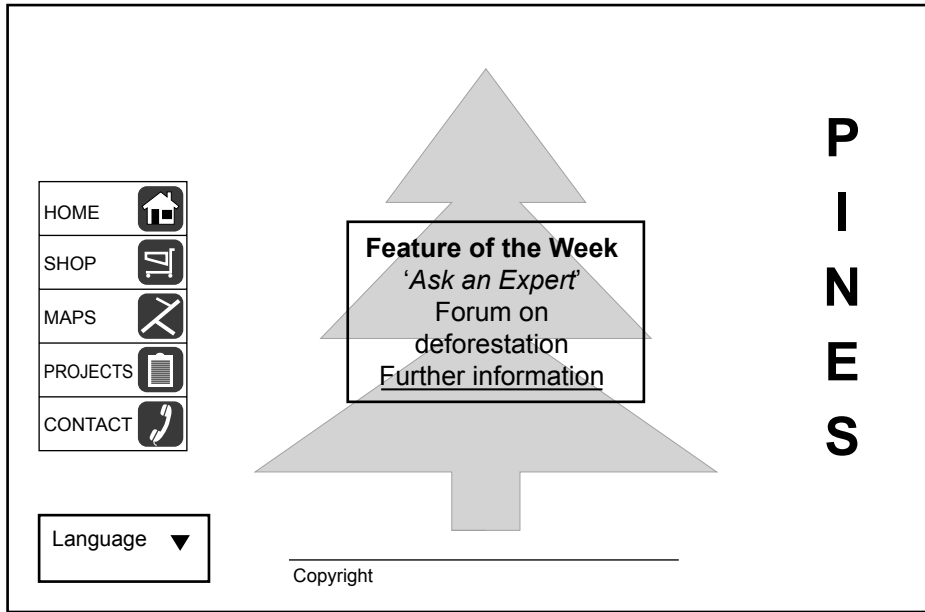 HOME
SHOP
MAPS
PROJECTS
CONTACT
Language
Feature of the Week
‘Ask an Expert’
Forum on
deforestation
Further information
Copyright
P
I
N
E
S